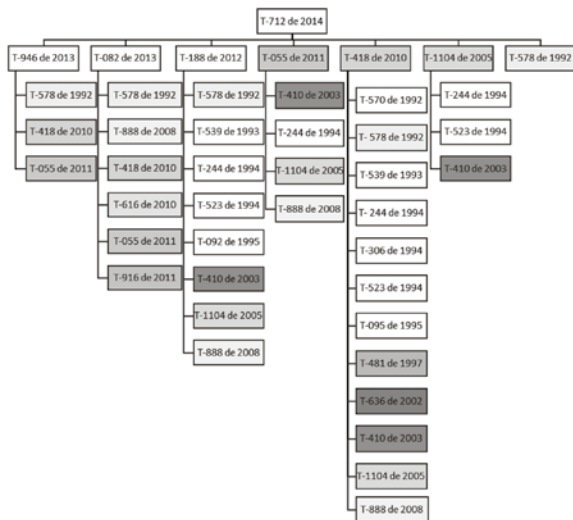 T-712 de 2014
T-946 de 2013
T-082 de 2013
T-188 de 2012
T-055 de 2011
T-418 de 2010
T-1104 de 2005
T-578 de 1992
T-578 de 1992
T-418 de 2010
T-055 de 2011
T-578 de 1992
T-888 de 2008
T-418 de 2010
T-616 de 2010
T-055 de 2011
T-916 de 2011
T-578 de 1992
T-539 de 1993
T-244 de 1994
T-523 de 1994
T-092 de 1995
T-410 de 2003
T-1104 de 2005
T-888 de 2008
T-410 de 2003
T-244 de 1994
T-1104 de 2005
T-888 de 2008
T-570 de 1992
T- 578 de 1992
T-539 de 1993
T- 244 de 1994
T-306 de 1994
T-523 de 1994
T-095 de 1995
T-481 de 1997
T-636 de 2002
T-410 de 2003
T-1104 de 2005
T-888 de 2008
T-244 de 1994
T-523 de 1994
T-410 de 2003